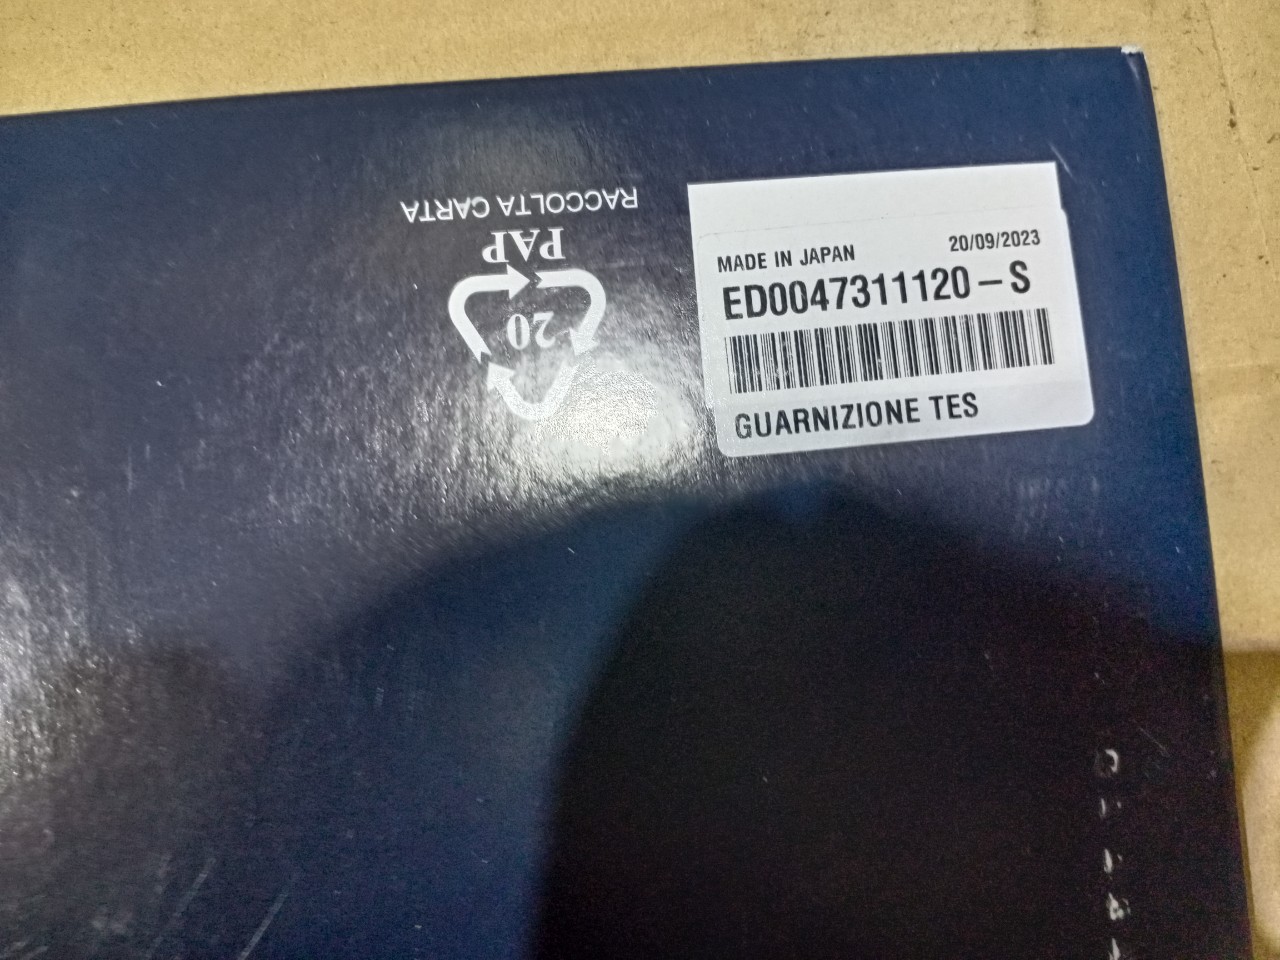 RACCOLTA CARTA
PAP
20
MADE IN JAPAN 20/09/2023
ED0047311120-S
GUARNIZIONE TES